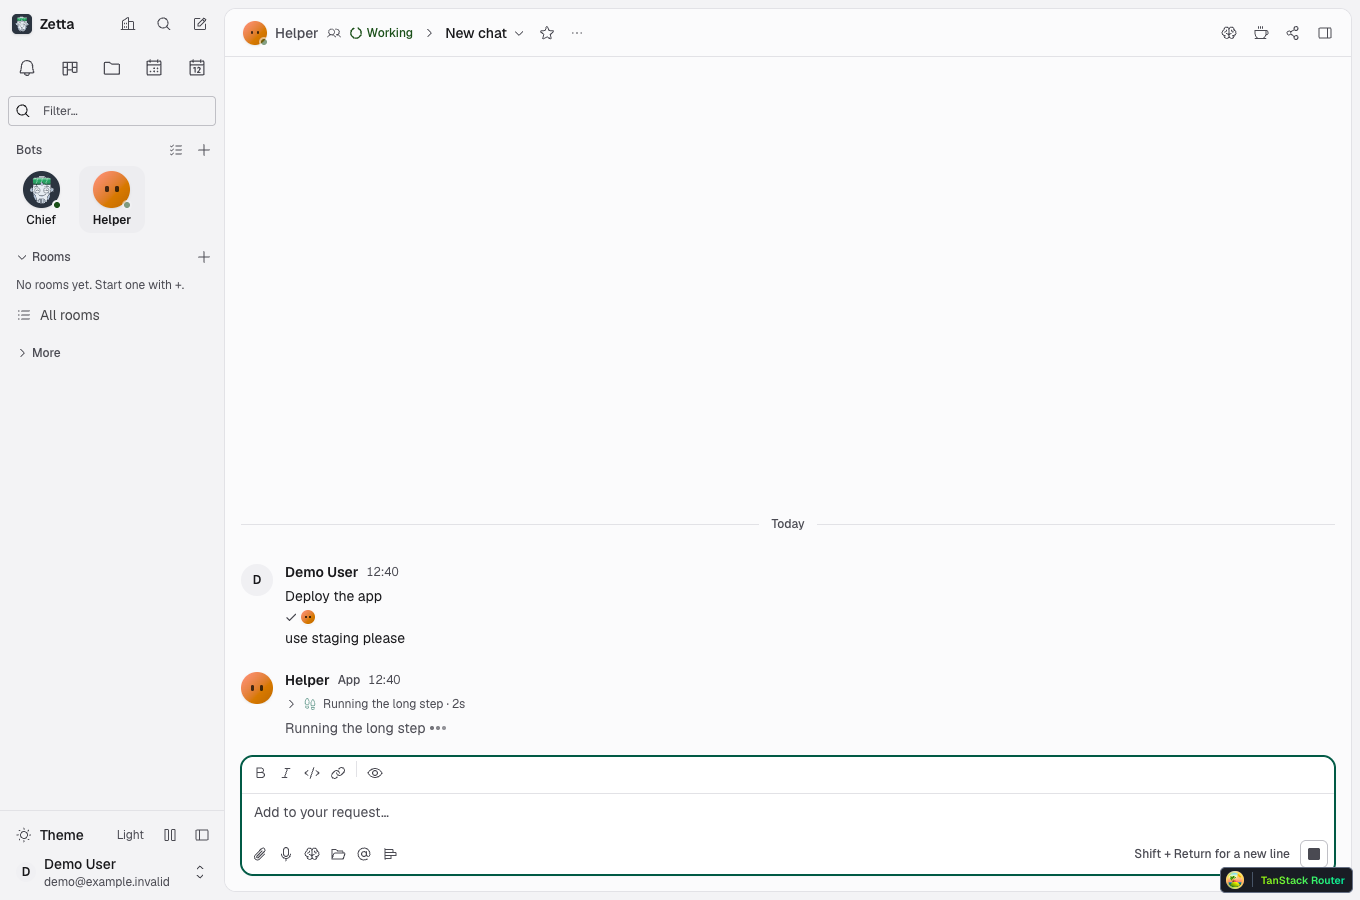 Zetta
12
Filter...
Bots
Chief
Helper
Rooms
No rooms yet. Start one with +.
All rooms
More
Theme
Light
D
Demo User
demo@example.invalid
Helper
Working
New chat
Today
D
Demo User 12:40
Deploy the app
use staging please
Helper App 12:40
Running the long step · 2s
Running the long step
B I </>
Add to your request...
Shift + Return for a new line
TanStack Router